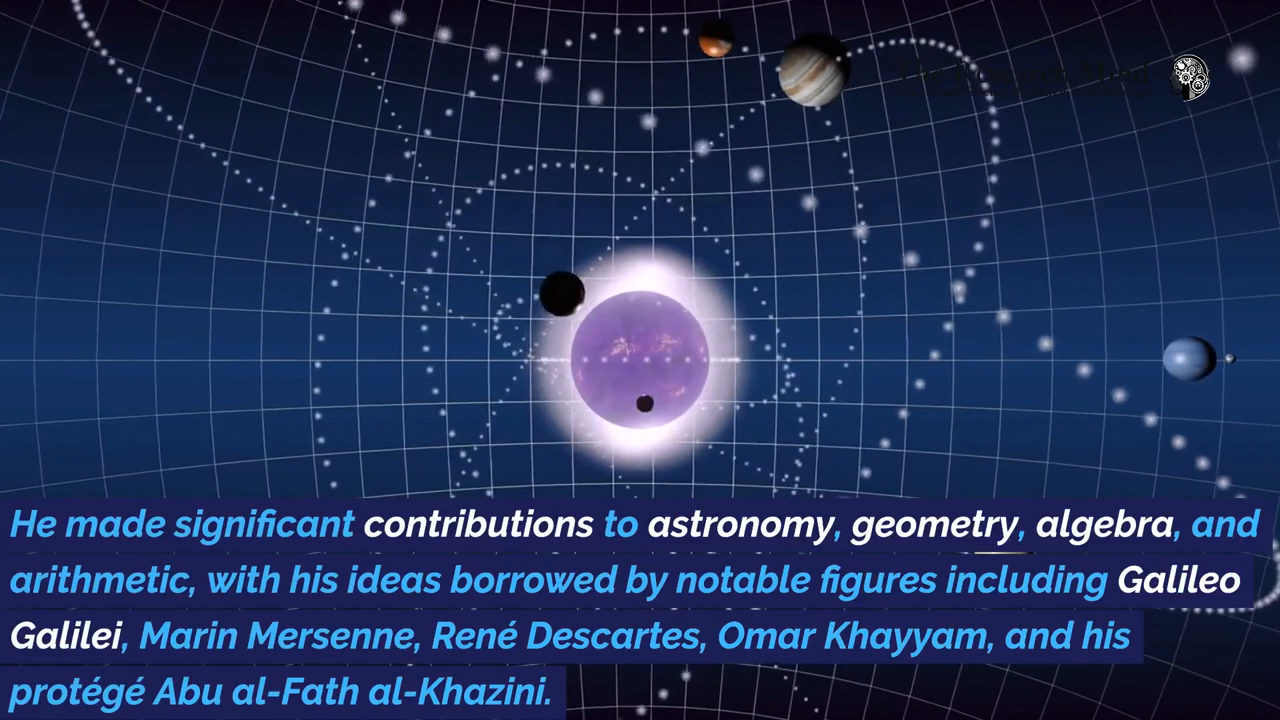 He made significant contributions to astronomy, geometry, algebra, and
arithmetic, with his ideas borrowed by notable figures including Galileo
Galilei, Marin Mersenne, René Descartes, Omar Khayyam, and his
protégé Abu al-Fath al-Khazini.